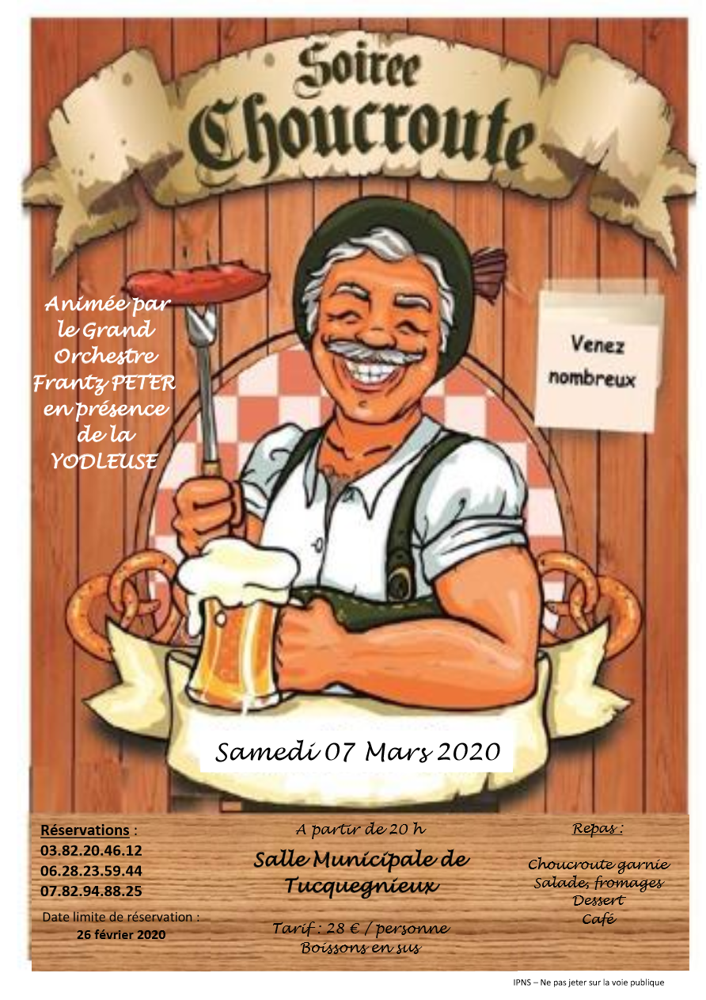 Soiree
Choucroute
Animée par
le Grand
Orchestre
Frantz PETER
en présence
de la
YODLEUSE
Venez
nombreux
Samedi 07 Mars 2020
Réservations :
03.82.20.46.12
06.28.23.59.44
07.82.94.88.25
Date limite de réservation :
26 février 2020
A partir de 20 h
Salle Municipale de
Tucquegnieux
Tarif : 28 € / personne
Boissons en sus
Repas :
Choucroute garnie
Salade, fromages
Dessert
Café
IPNS – Ne pas jeter sur la voie publique